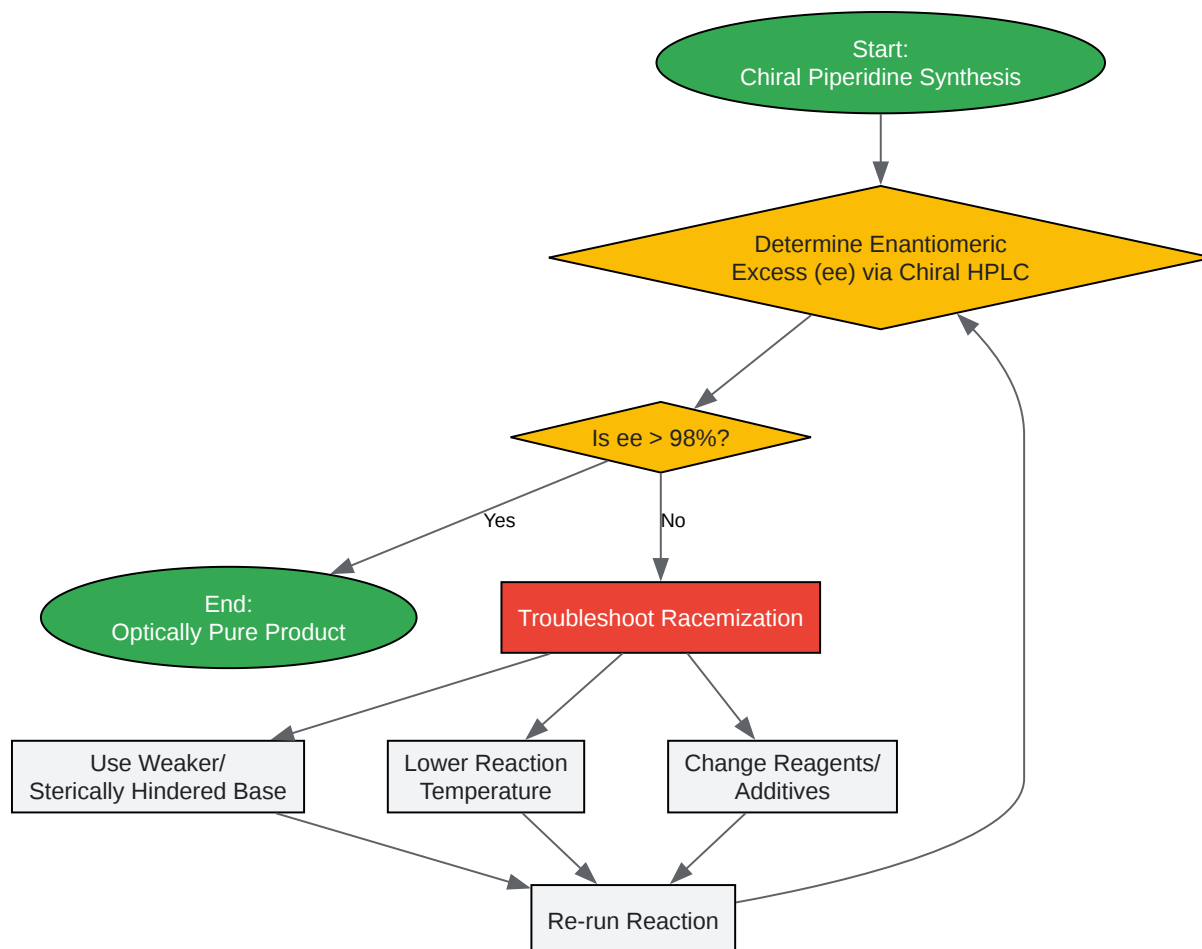 Start:
Chiral Piperidine Synthesis
Determine Enantiomeric
Excess (ee) via Chiral HPLC
Is ee > 98%?
Yes
No
End:
Optically Pure Product
Troubleshoot Racemization
Use Weaker/
Sterically Hindered Base
Lower Reaction
Temperature
Change Reagents/
Additives
Re-run Reaction